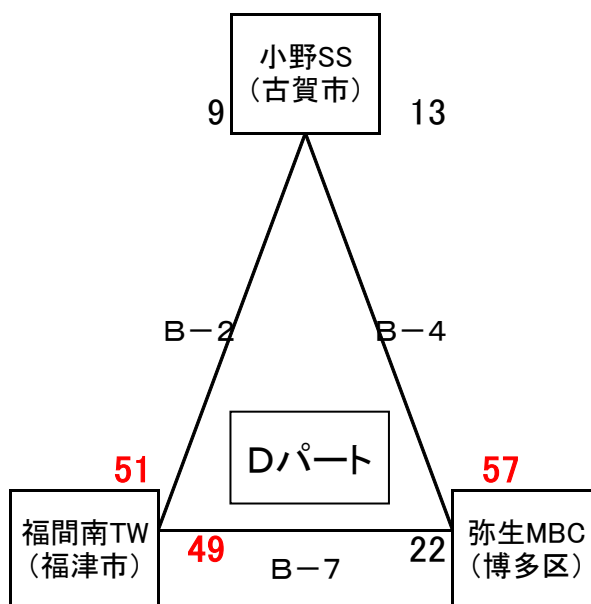 小野SS
（古賀市）
9
13
Ｂ－2
Ｂ－4
Ｄパート
51
57
福間南TW
（福津市）
49
Ｂ－7
22
弥生MBC
（博多区）